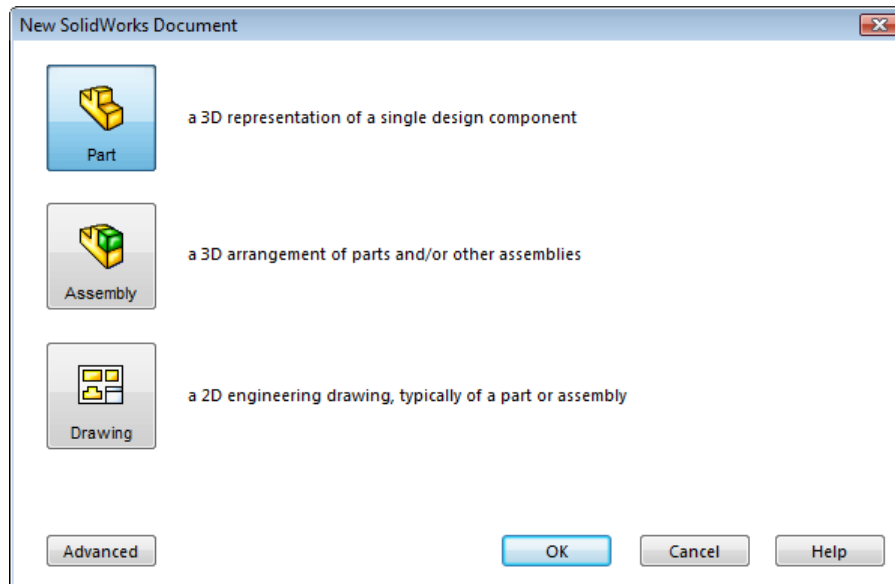 New SolidWorks Document
Part
a 3D representation of a single design component
Assembly
a 3D arrangement of parts and/or other assemblies
Drawing
a 2D engineering drawing, typically of a part or assembly
Advanced
OK
Cancel
Help